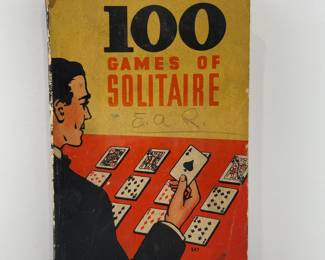 100
GAMES OF
SOLITAIRE
E.A.R.